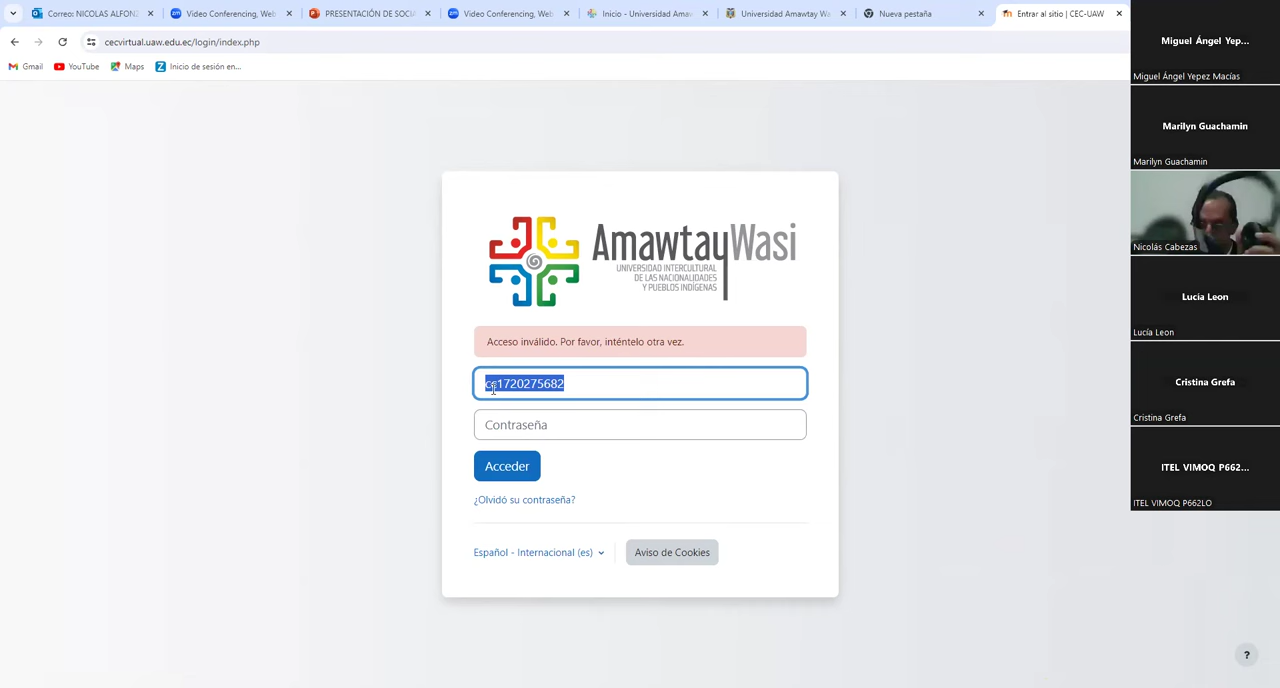 Correo: NICOLAS ALFON
Video Conferencing, Web
PRESENTACIÓN DE SOCIA
Video Conferencing, Web
Inicio - Universidad Amaw
Universidad Amawtay Wa
Nueva pestaña
Entrar al sitio | CEC-UAW
cecvirtual.uaw.edu.ec/login/index.php
Gmail
YouTube
Maps
Inicio de sesión en...
AmawtayWasi
UNIVERSIDAD INTERCULTURAL
DE LAS NACIONALIDADES
Y PUEBLOS INDÍGENAS
Acceso inválido. Por favor, inténtelo otra vez.
ce1720275682
Contraseña
Acceder
¿Olvidó su contraseña?
Español - Internacional (es)
Aviso de Cookies
?
Miguel Ángel Yep...
Miguel Ángel Yepez Macías
Marilyn Guachamin
Marilyn Guachamin
Nicolás Cabezas
Lucía Leon
Lucía Leon
Cristina Grefa
Cristina Grefa
ITEL VIMOQ P662...
ITEL VIMOQ P662LO